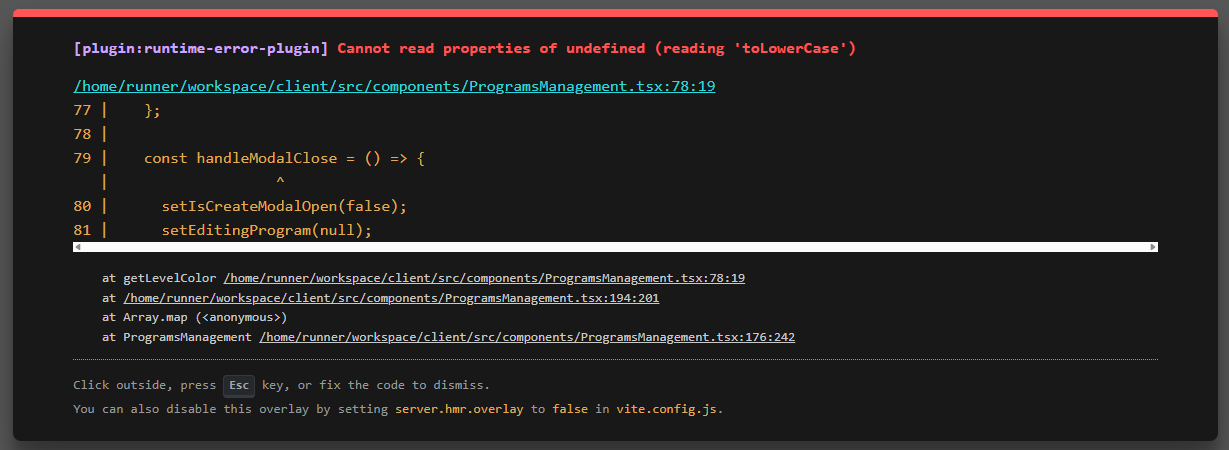 [plugin:runtime-error-plugin] Cannot read properties of undefined (reading 'toLowerCase')
/home/runner/workspace/client/src/components/ProgramsManagement.tsx:78:19
77 |    };
78 |
79 |    const handleModalClose = () => {
   |                   ^
80 |      setIsCreateModalOpen(false);
81 |      setEditingProgram(null);
at getLevelColor /home/runner/workspace/client/src/components/ProgramsManagement.tsx:78:19
at /home/runner/workspace/client/src/components/ProgramsManagement.tsx:194:201
at Array.map (<anonymous>)
at ProgramsManagement /home/runner/workspace/client/src/components/ProgramsManagement.tsx:176:242
Click outside, press Esc key, or fix the code to dismiss.
You can also disable this overlay by setting server.hmr.overlay to false in vite.config.js.